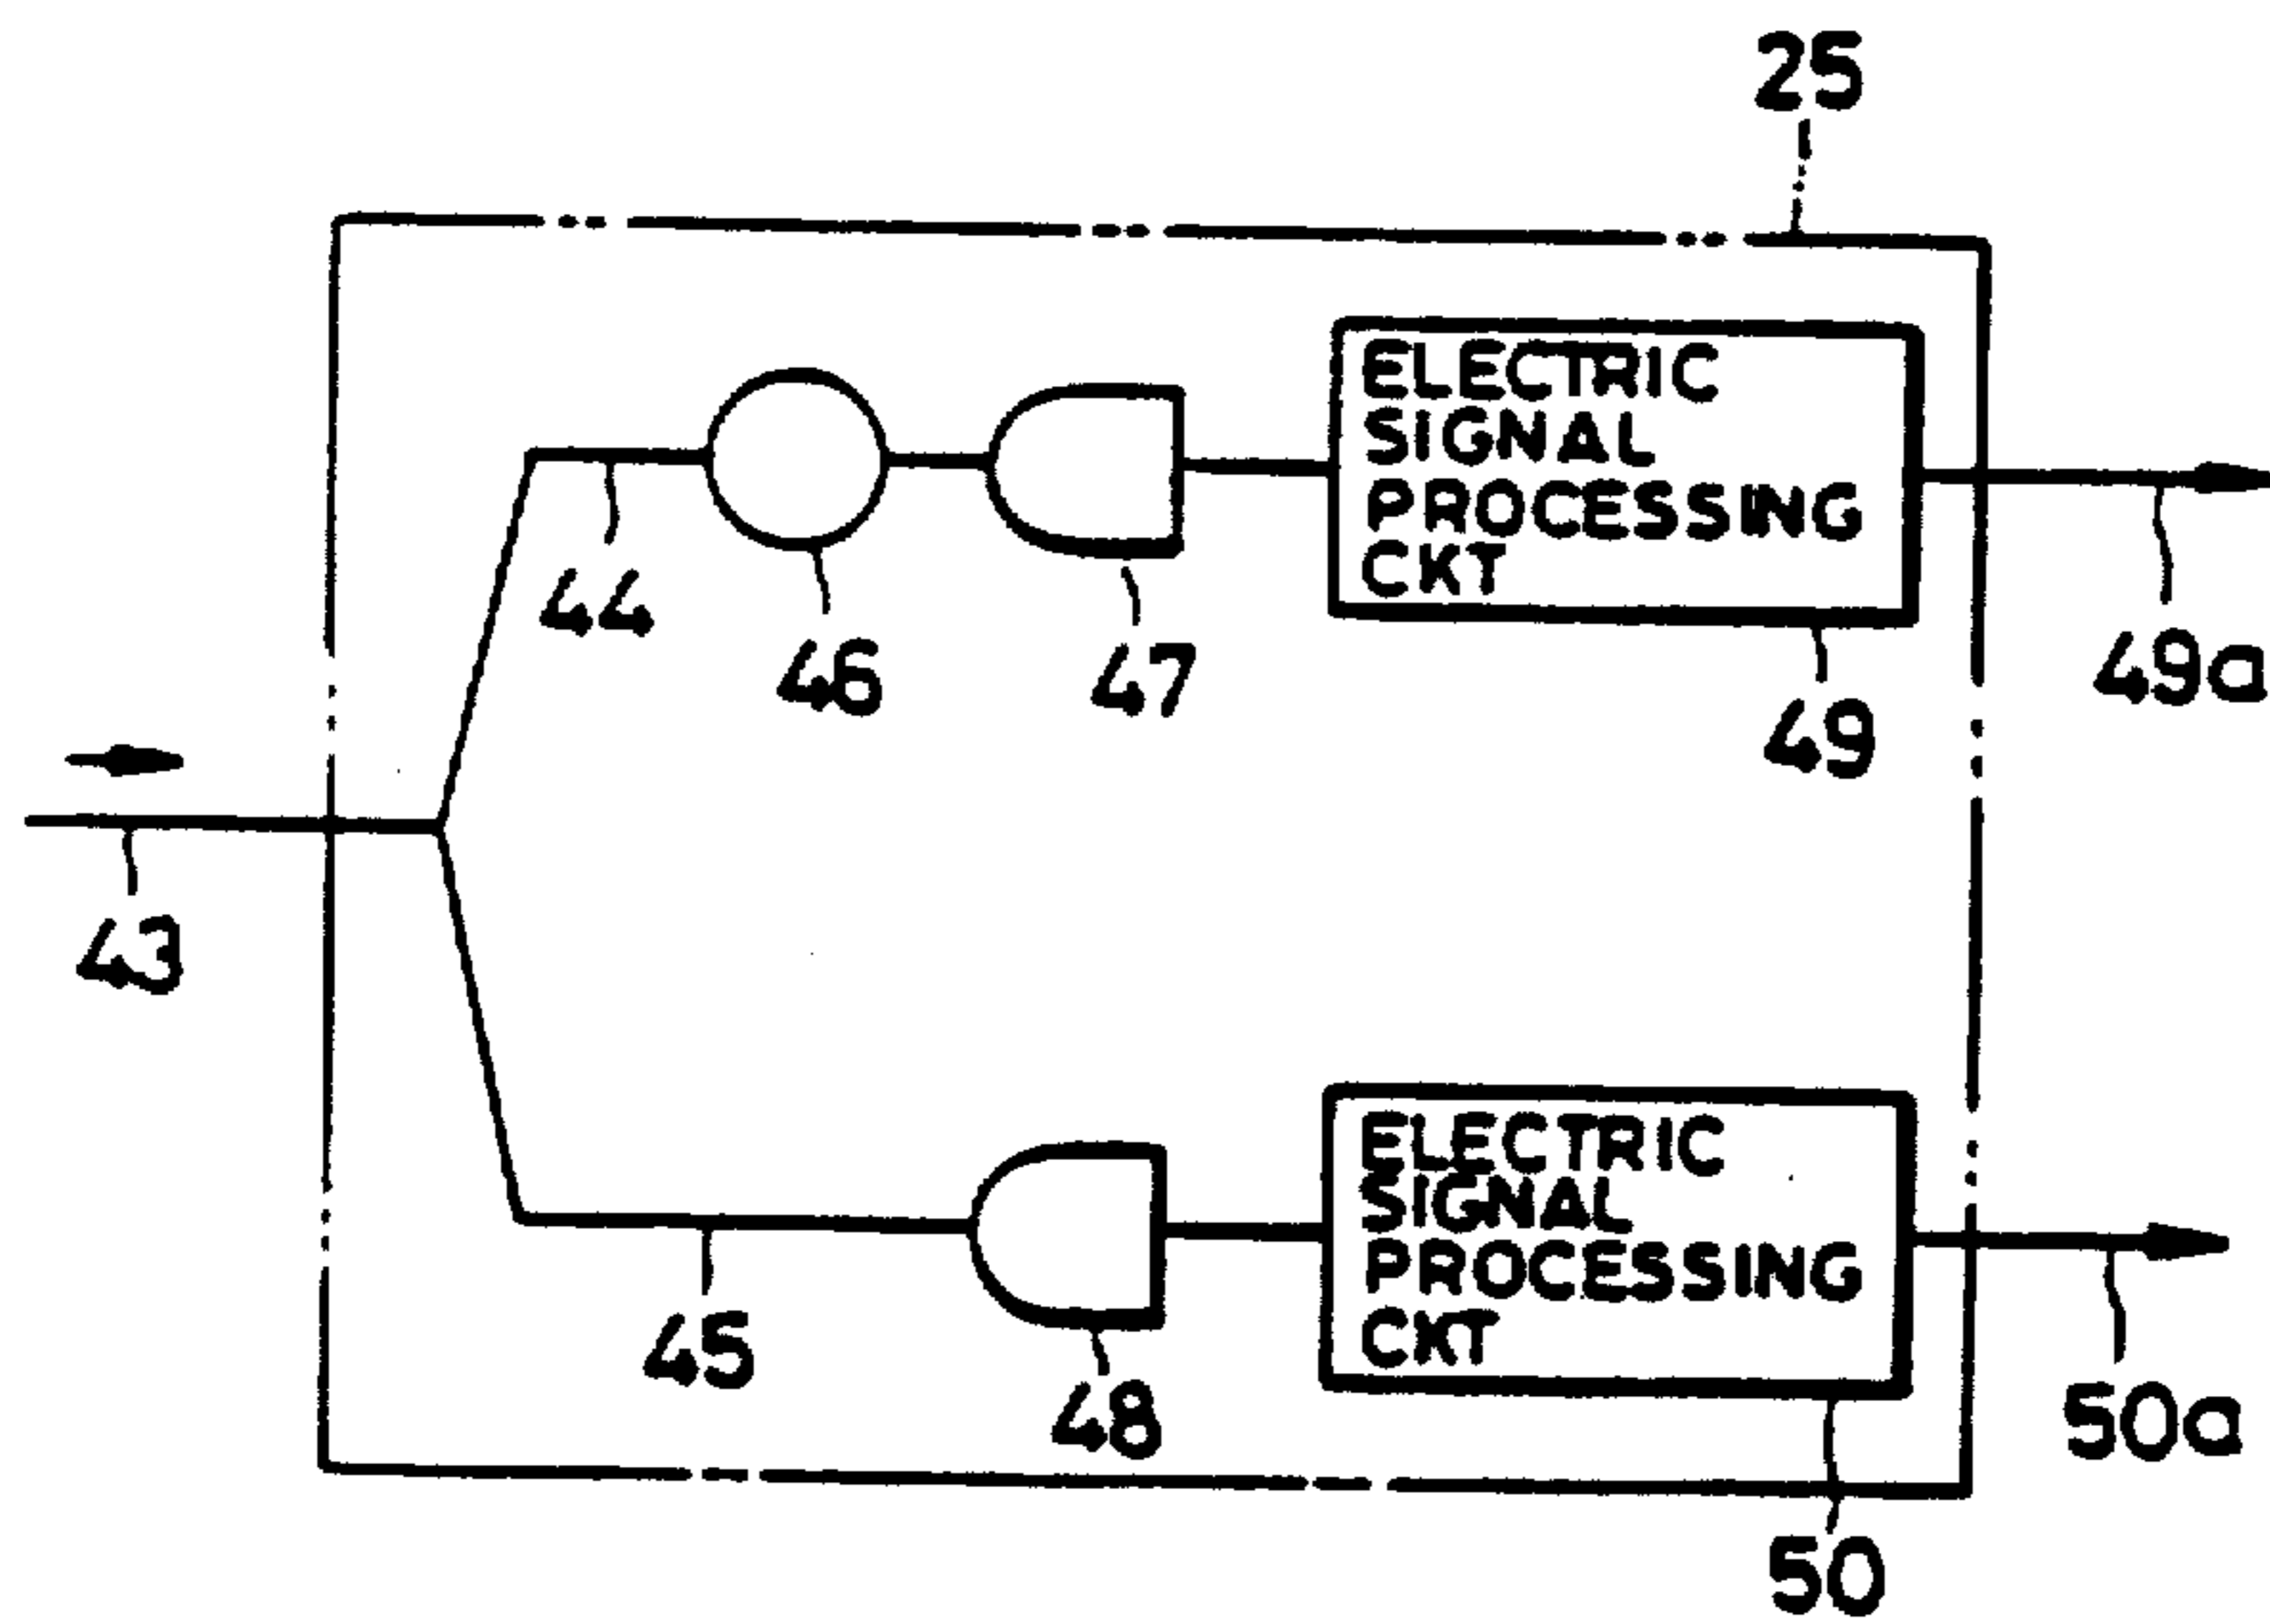 25
ELECTRIC
SIGNAL
PROCESSING
CKT
44
46
47
49
49a
43
ELECTRIC
SIGNAL
PROCESSING
CKT
45
48
50a
50